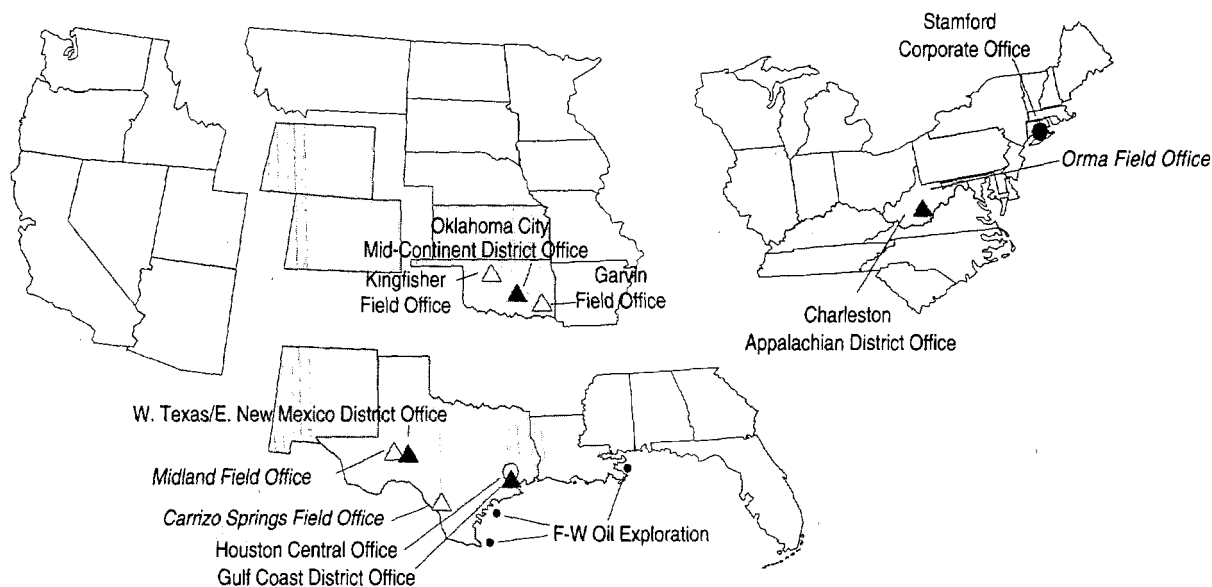 Stamford
Corporate Office
Orma Field Office
Oklahoma City
Mid-Continent District Office
Kingfisher
Field Office
Garvin
Field Office
Charleston
Appalachian District Office
W. Texas/E. New Mexico District Office
Midland Field Office
Carrizo Springs Field Office
Houston Central Office
Gulf Coast District Office
F-W Oil Exploration